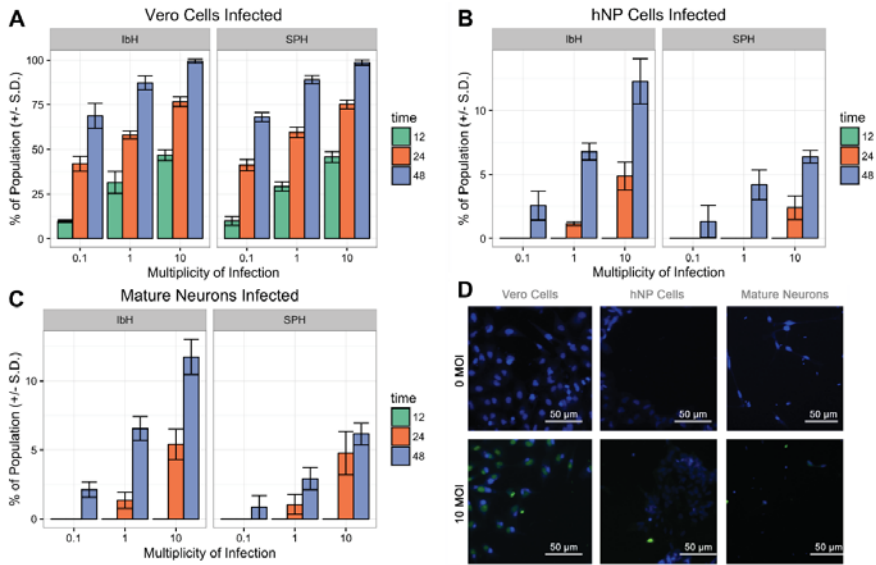 A
Vero Cells Infected
IbH
SPH
% of Population (+/- S.D.)
100
75
50
25
0
0.1
1
10
0.1
1
10
Multiplicity of Infection
time
12
24
48
B
hNP Cells Infected
IbH
SPH
% of Population (+/- S.D.)
10
5
0
0.1
1
10
0.1
1
10
Multiplicity of Infection
time
12
24
48
C
Mature Neurons Infected
IbH
SPH
% of Population (+/- S.D.)
10
5
0
0.1
1
10
0.1
1
10
Multiplicity of Infection
time
12
24
48
D
Vero Cells
hNP Cells
Mature Neurons
0 MOI
50 µm
50 µm
50 µm
10 MOI
50 µm
50 µm
50 µm